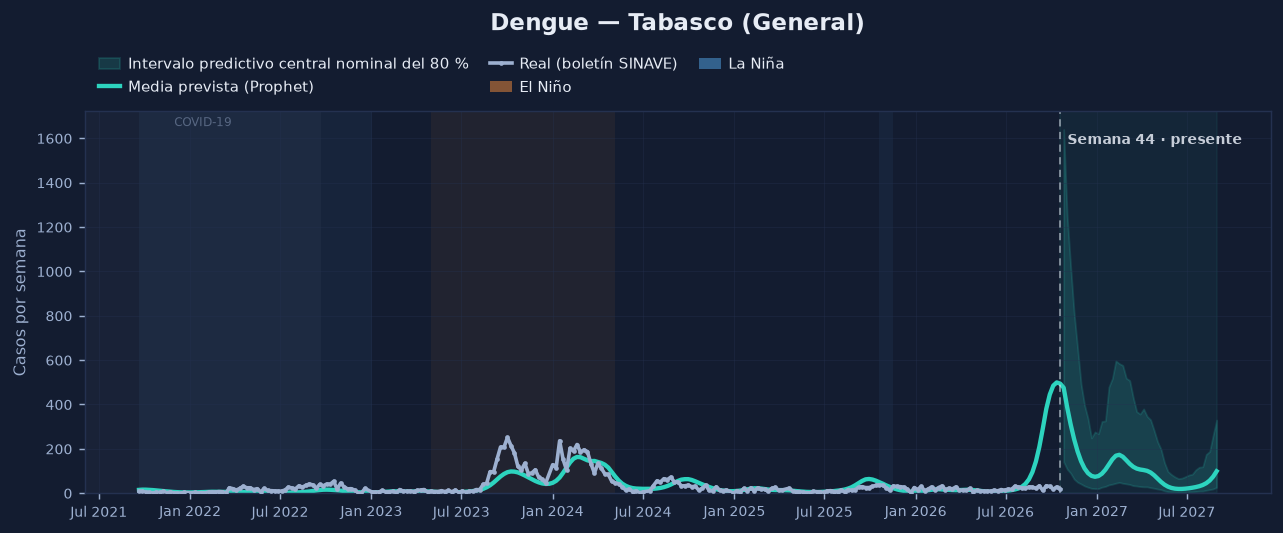 Dengue — Tabasco (General)
Intervalo predictivo central nominal del 80 %
Real (boletín SINAVE)
La Niña
Media prevista (Prophet)
El Niño
COVID-19
Semana 44 · presente
Casos por semana
1600
1400
1200
1000
800
600
400
200
0
Jul 2021
Jan 2022
Jul 2022
Jan 2023
Jul 2023
Jan 2024
Jul 2024
Jan 2025
Jul 2025
Jan 2026
Jul 2026
Jan 2027
Jul 2027